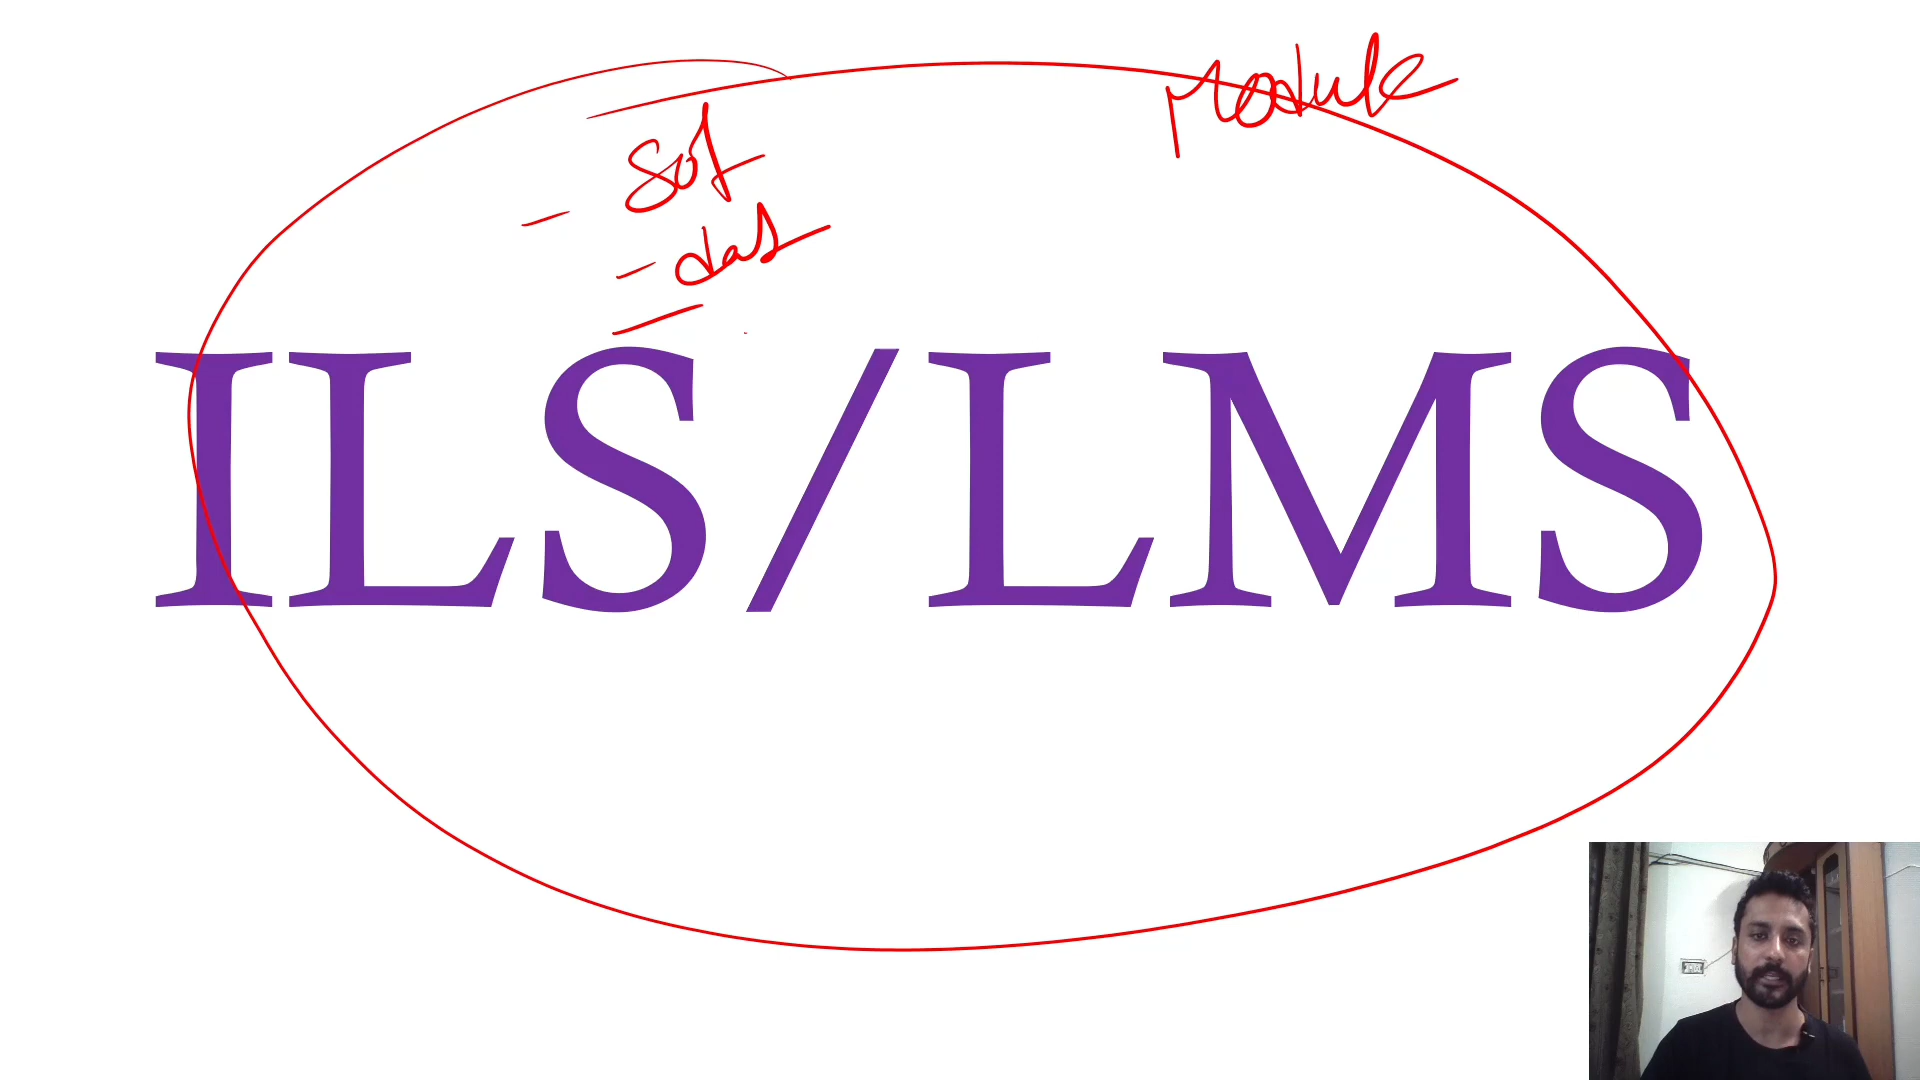 Module
- Sof
- das
ILS/LMS